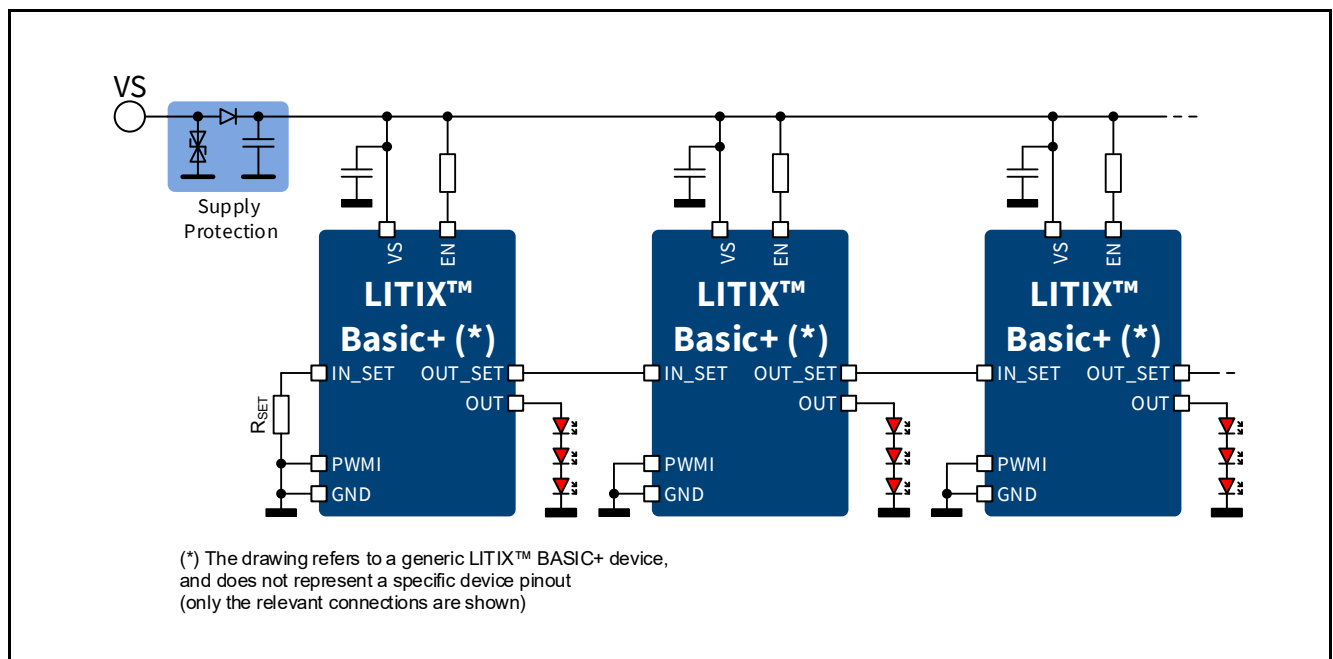 VS
Supply
Protection
VS
EN
LITIX™
Basic+ (*)
IN_SET
OUT_SET
OUT
RSET
PWMI
GND
VS
EN
LITIX™
Basic+ (*)
IN_SET
OUT_SET
OUT
PWMI
GND
VS
EN
LITIX™
Basic+ (*)
IN_SET
OUT_SET
OUT
PWMI
GND
(*) The drawing refers to a generic LITIX™ BASIC+ device,
and does not represent a specific device pinout
(only the relevant connections are shown)